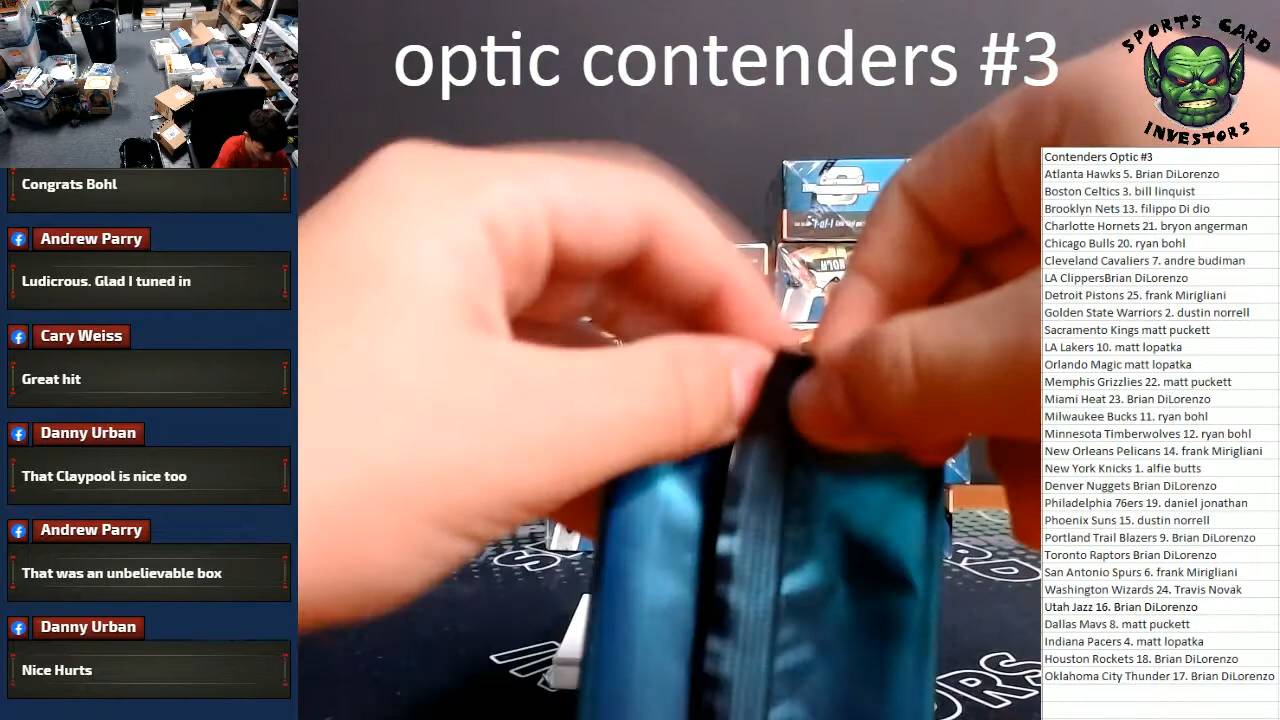 optic contenders #3
SPORTS CARD
INVESTORS
Congrats Bohl
Andrew Parry
Ludicrous. Glad I tuned in
Cary Weiss
Great hit
Danny Urban
That Claypool is nice too
Andrew Parry
That was an unbelievable box
Danny Urban
Nice Hurts
Contenders Optic #3
Atlanta Hawks 5. Brian DiLorenzo
Boston Celtics 3. bill linquist
Brooklyn Nets 13. filippo Di dio
Charlotte Hornets 21. bryon angerman
Chicago Bulls 20. ryan bohl
Cleveland Cavaliers 7. andre budiman
LA ClippersBrian DiLorenzo
Detroit Pistons 25. frank Mirigliani
Golden State Warriors 2. dustin norrell
Sacramento Kings matt puckett
LA Lakers 10. matt lopatka
Orlando Magic matt lopatka
Memphis Grizzlies 22. matt puckett
Miami Heat 23. Brian DiLorenzo
Milwaukee Bucks 11. ryan bohl
Minnesota Timberwolves 12. ryan bohl
New Orleans Pelicans 14. frank Mirigliani
New York Knicks 1. alfie butts
Denver Nuggets Brian DiLorenzo
Philadelphia 76ers 19. daniel jonathan
Phoenix Suns 15. dustin norrell
Portland Trail Blazers 9. Brian DiLorenzo
Toronto Raptors Brian DiLorenzo
San Antonio Spurs 6. frank Mirigliani
Washington Wizards 24. Travis Novak
Utah Jazz 16. Brian DiLorenzo
Dallas Mavs 8. matt puckett
Indiana Pacers 4. matt lopatka
Houston Rockets 18. Brian DiLorenzo
Oklahoma City Thunder 17. Brian DiLorenzo